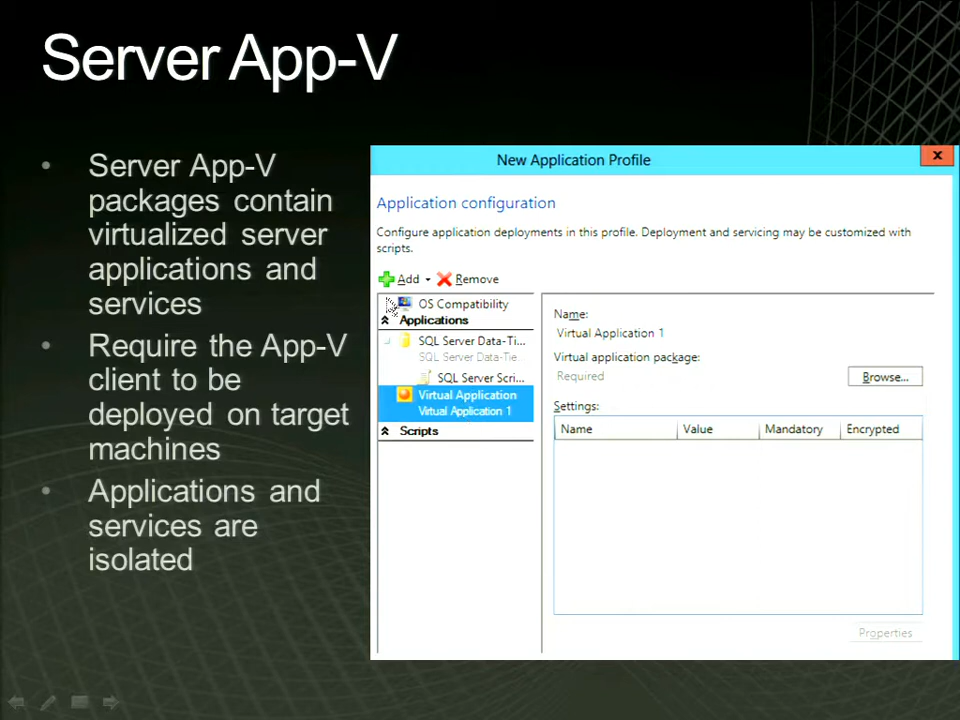 Server App-V
• Server App-V
packages contain
virtualized server
applications and
services
• Require the App-V
client to be
deployed on target
machines
• Applications and
services are
isolated
New Application Profile
x
Application configuration
Configure application deployments in this profile. Deployment and servicing may be customized with
scripts.
Add Remove
OS Compatibility
Applications
SQL Server Data-Ti...
SQL Server Data-Tie...
SQL Server Scri...
Virtual Application
Virtual Application 1
Scripts
Name:
Virtual Application 1
Virtual application package:
Required
Browse...
Settings:
Name Value Mandatory Encrypted
Properties